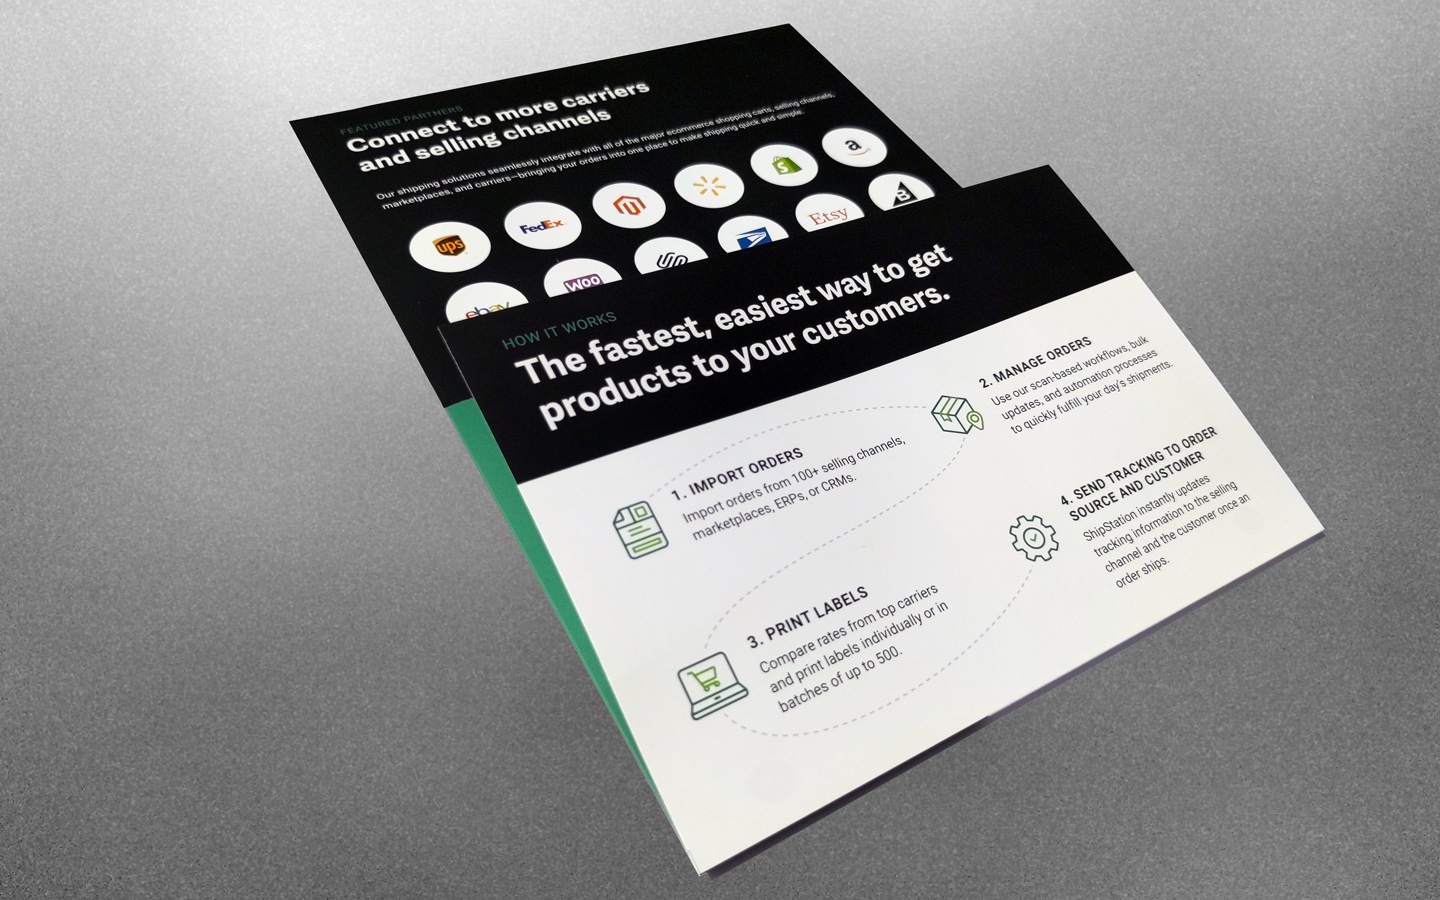 FEATURED PARTNERS
Connect to more carriers
and selling channels
Our shipping solutions seamlessly integrate with all of the major ecommerce shopping carts, selling channels,
marketplaces, and carriers—bringing your orders into one place to make shipping quick and simple.
ups
FedEx
a
S
WOO
Etsy
B
ebay
HOW IT WORKS
The fastest, easiest way to get
products to your customers.
1. IMPORT ORDERS
Import orders from 100+ selling channels,
marketplaces, ERPs, or CRMs.
2. MANAGE ORDERS
Use our scan-based workflows, bulk
updates, and automation processes
to quickly fulfill your day's shipments.
3. PRINT LABELS
Compare rates from top carriers
and print labels individually or in
batches of up to 500.
4. SEND TRACKING TO ORDER
SOURCE AND CUSTOMER
ShipStation instantly updates
tracking information to the selling
channel and the customer once an
order ships.